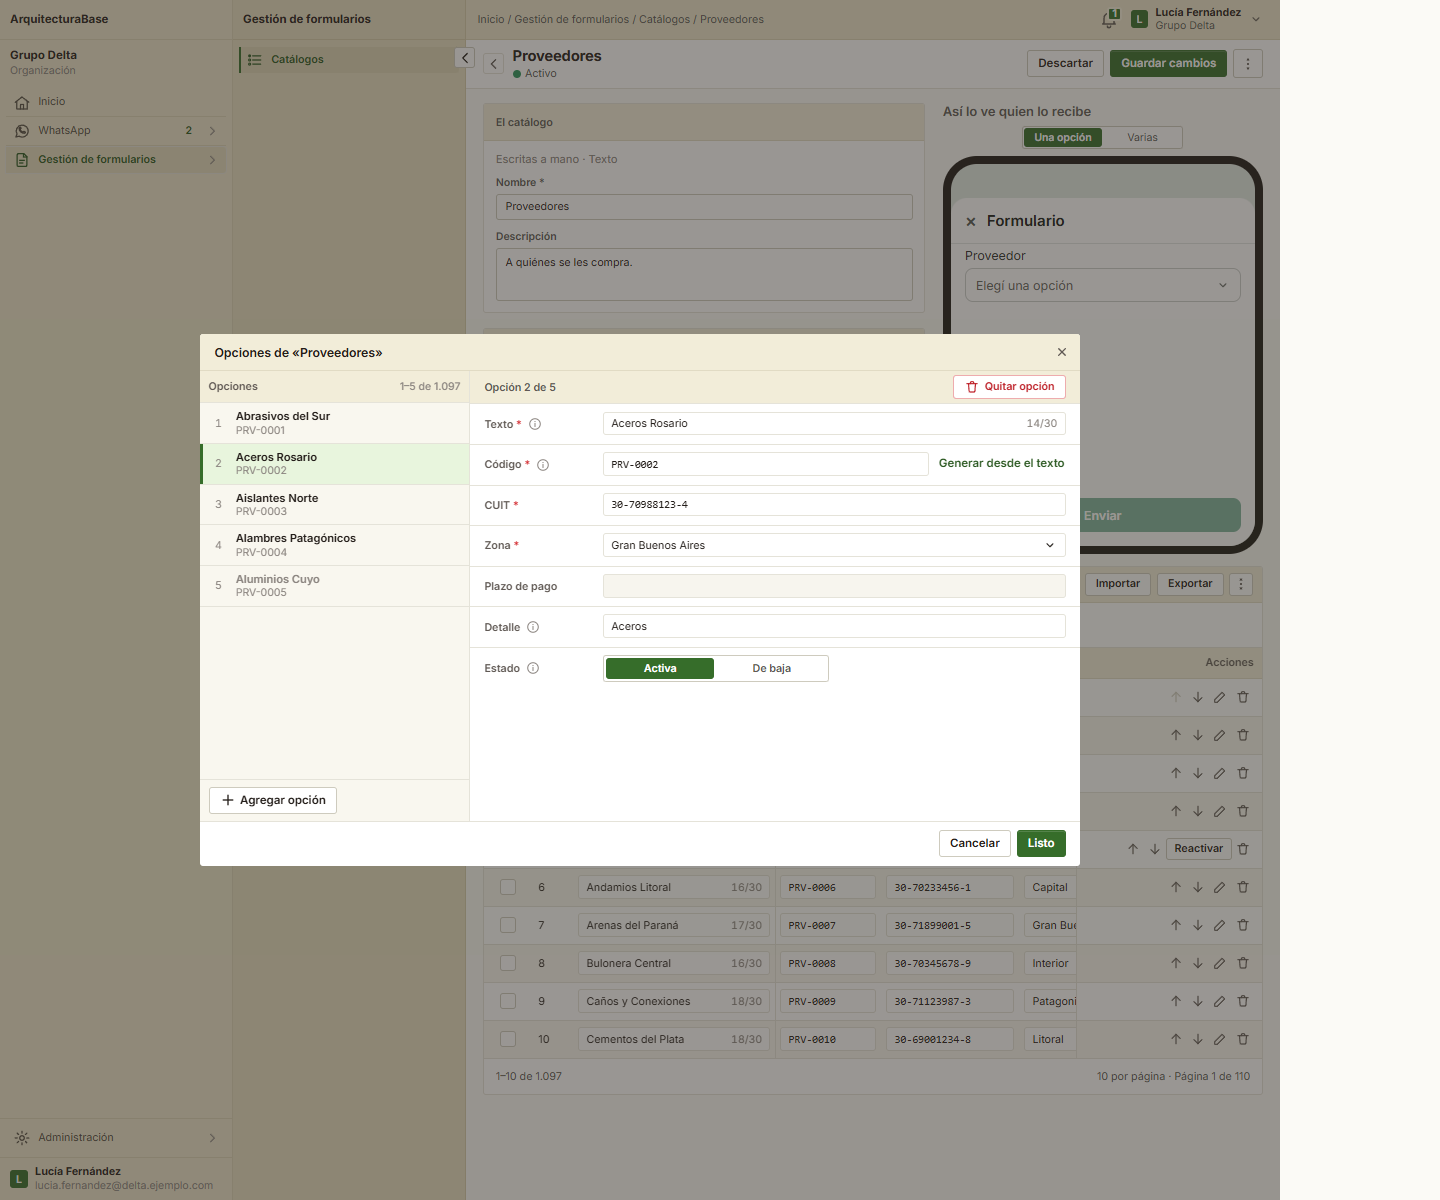 ArquitecturaBase
Gestión de formularios
Inicio / Gestión de formularios / Catálogos / Proveedores
1
L
Lucía Fernández
Grupo Delta
Grupo Delta
Organización
Inicio
WhatsApp 2
Gestión de formularios
Catálogos
Proveedores
Activo
Descartar
Guardar cambios
El catálogo
Escritas a mano · Texto
Nombre *
Proveedores
Descripción
A quiénes se les compra.
Así lo ve quien lo recibe
Una opción
Varias
Formulario
Proveedor
Elegí una opción
Enviar
Opciones de «Proveedores»
Opciones 1–5 de 1.097
1 Abrasivos del Sur
PRV-0001
2 Aceros Rosario
PRV-0002
3 Aislantes Norte
PRV-0003
4 Alambres Patagónicos
PRV-0004
5 Aluminios Cuyo
PRV-0005
Agregar opción
Opción 2 de 5
Quitar opción
Texto * Aceros Rosario 14/30
Código * PRV-0002 Generar desde el texto
CUIT * 30-70988123-4
Zona * Gran Buenos Aires
Plazo de pago
Detalle Aceros
Estado Activa De baja
Cancelar
Listo
Importar
Exportar
Acciones
Reactivar
6 Andamios Litoral 16/30 PRV-0006 30-70233456-1 Capital
7 Arenas del Paraná 17/30 PRV-0007 30-71899001-5 Gran Bue
8 Bulonera Central 16/30 PRV-0008 30-70345678-9 Interior
9 Caños y Conexiones 18/30 PRV-0009 30-71123987-3 Patagoni
10 Cementos del Plata 18/30 PRV-0010 30-69001234-8 Litoral
1–10 de 1.097
10 por página · Página 1 de 110
Administración
L
Lucía Fernández
lucia.fernandez@delta.ejemplo.com